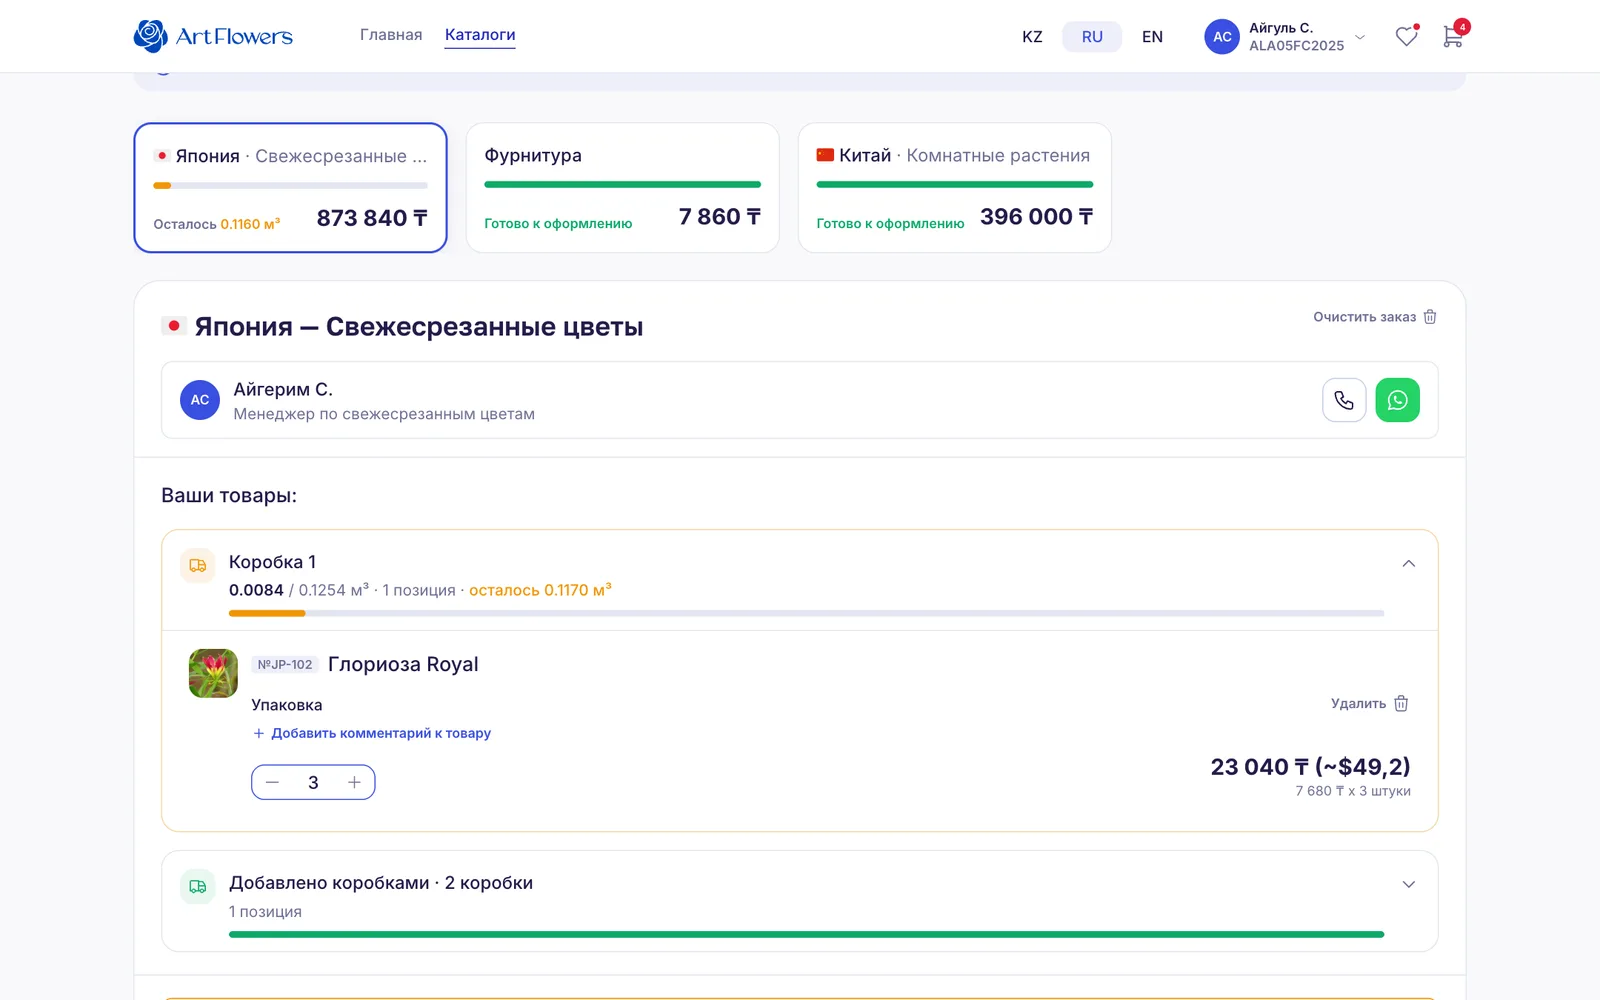 ArtFlowers
Главная
Каталоги
KZ
RU
EN
АС
Айгуль С.
ALA05FC2025
4
Япония · Свежесрезанные ...
Осталось 0.1160 м³
873 840 ₸
Фурнитура
Готово к оформлению
7 860 ₸
Китай · Комнатные растения
Готово к оформлению
396 000 ₸
Япония — Свежесрезанные цветы
Очистить заказ
АС
Айгерим С.
Менеджер по свежесрезанным цветам
Ваши товары:
Коробка 1
0.0084 / 0.1254 м³ · 1 позиция · осталось 0.1170 м³
№JP-102
Глориоза Royal
Упаковка
Удалить
+ Добавить комментарий к товару
— 3 +
23 040 ₸ (~$49,2)
7 680 ₸ x 3 штуки
Добавлено коробками · 2 коробки
1 позиция